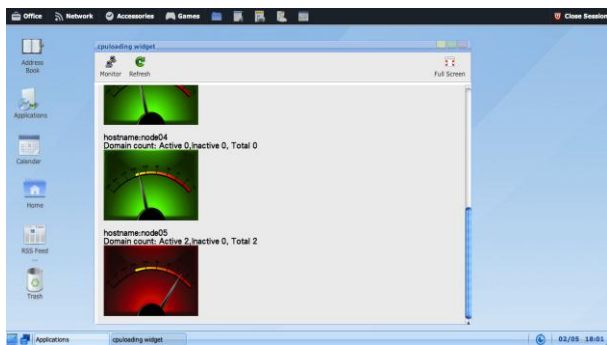 Office Network Accessories Games Close Session
Address
Book
Applications
Calendar
Home
RSS Feed
...
Trash
cpuloading widget
Monitor Refresh Full Screen
hostname:node04
Domain count: Active 0,Inactive 0, Total 0
hostname:node05
Domain count: Active 2,Inactive 0, Total 2
Applications cpuloading widget 02/05 18:01